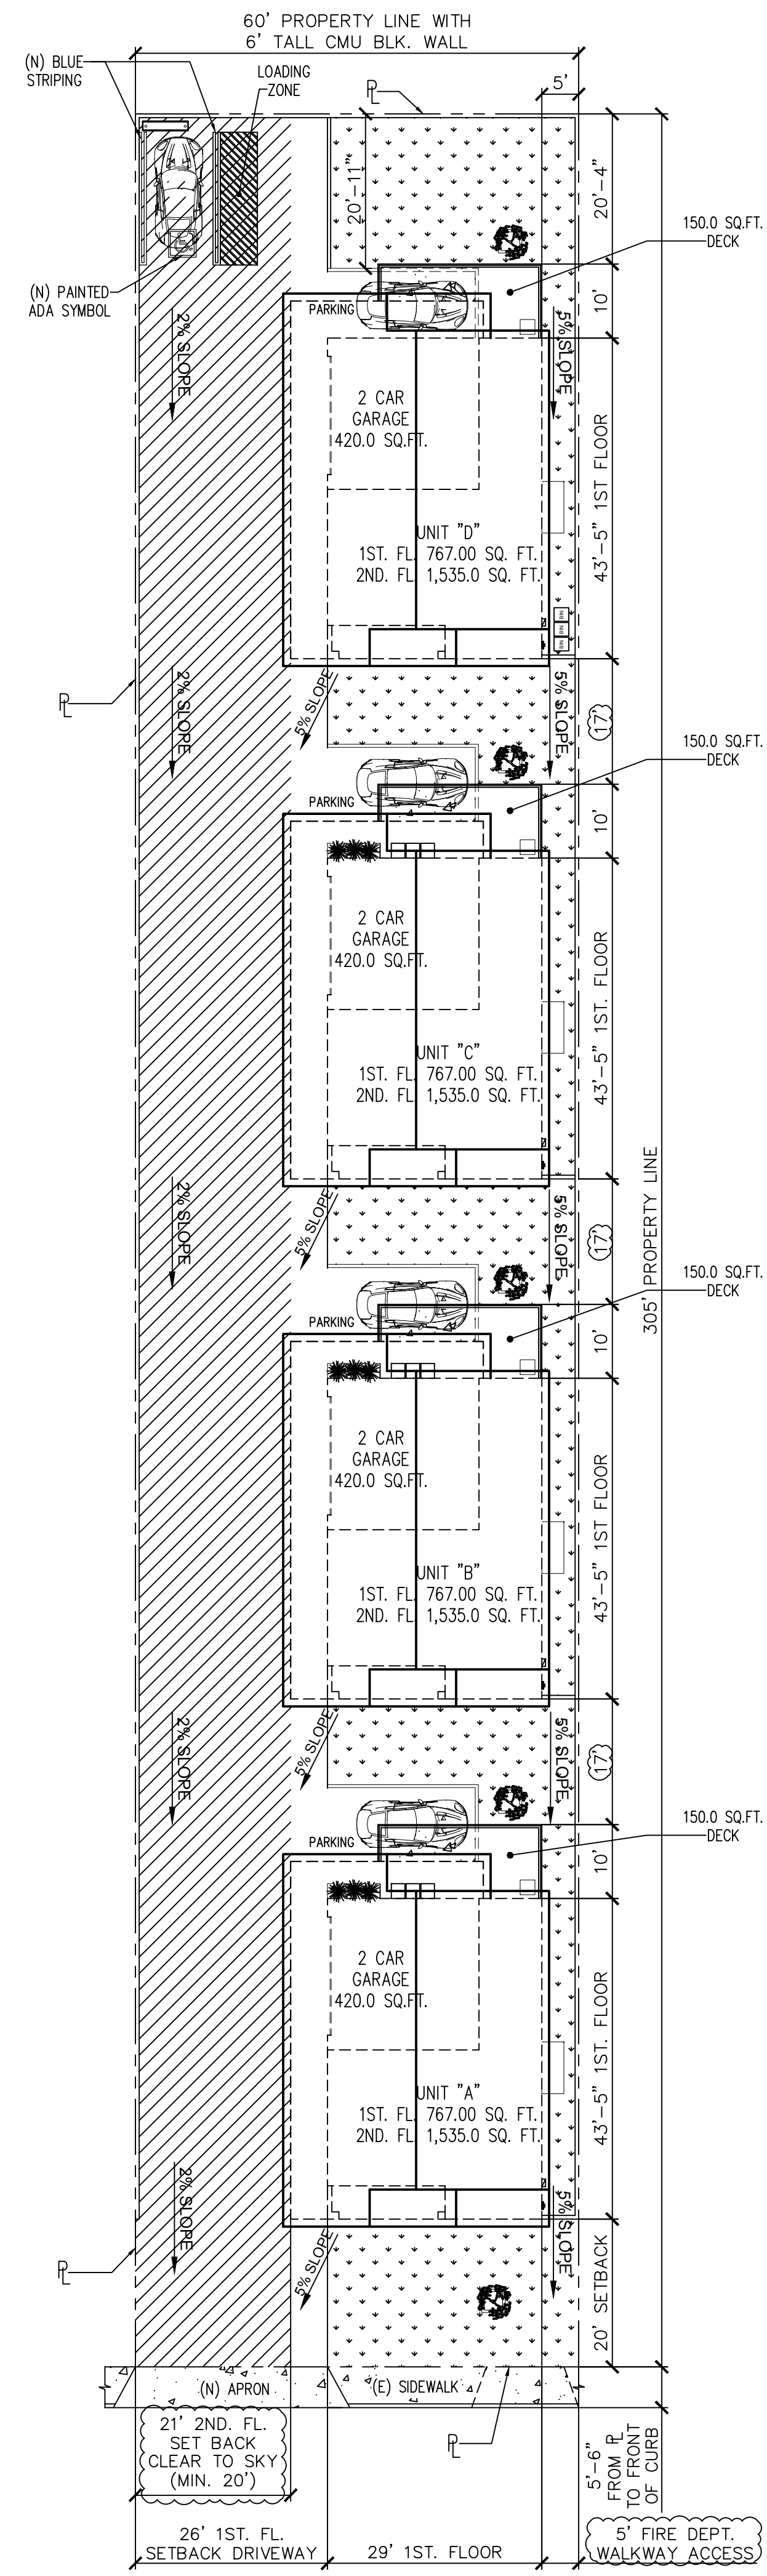 60' PROPERTY LINE WITH
6' TALL CMU BLK. WALL
(N) BLUE
STRIPING
LOADING
ZONE
PL
5'
20'-11"
20'-4"
150.0 SQ.FT.
DECK
(N) PAINTED
ADA SYMBOL
PARKING
10'
2% SLOPE
5% SLOPE
2 CAR
GARAGE
420.0 SQ.FT.
43'-5" 1ST FLOOR
UNIT "D"
1ST. FL. 767.00 SQ. FT.
2ND. FL 1,535.0 SQ. FT.
PL
2% SLOPE
5% SLOPE
5% SLOPE
(17')
150.0 SQ.FT.
DECK
PARKING
10'
2 CAR
GARAGE
420.0 SQ.FT.
43'-5" 1ST. FLOOR
UNIT "C"
1ST. FL. 767.00 SQ. FT.
2ND. FL 1,535.0 SQ. FT.
305' PROPERTY LINE
2% SLOPE
5% SLOPE
5% SLOPE
(17')
150.0 SQ.FT.
DECK
PARKING
10'
2 CAR
GARAGE
420.0 SQ.FT.
43'-5" 1ST FLOOR
UNIT "B"
1ST. FL. 767.00 SQ. FT.
2ND. FL 1,535.0 SQ. FT.
2% SLOPE
5% SLOPE
5% SLOPE
(17')
150.0 SQ.FT.
DECK
PARKING
10'
2 CAR
GARAGE
420.0 SQ.FT.
43'-5" 1ST. FLOOR
UNIT "A"
1ST. FL. 767.00 SQ. FT.
2ND. FL 1,535.0 SQ. FT.
2% SLOPE
5% SLOPE
5% SLOPE
PL
20' SETBACK
(N) APRON
(E) SIDEWALK
21' 2ND. FL.
SET BACK
CLEAR TO SKY
(MIN. 20')
PL
5'-6"
FROM PL
TO FRONT
OF CURB
26' 1ST. FL.
SETBACK DRIVEWAY
29' 1ST. FLOOR
5' FIRE DEPT.
WALKWAY ACCESS